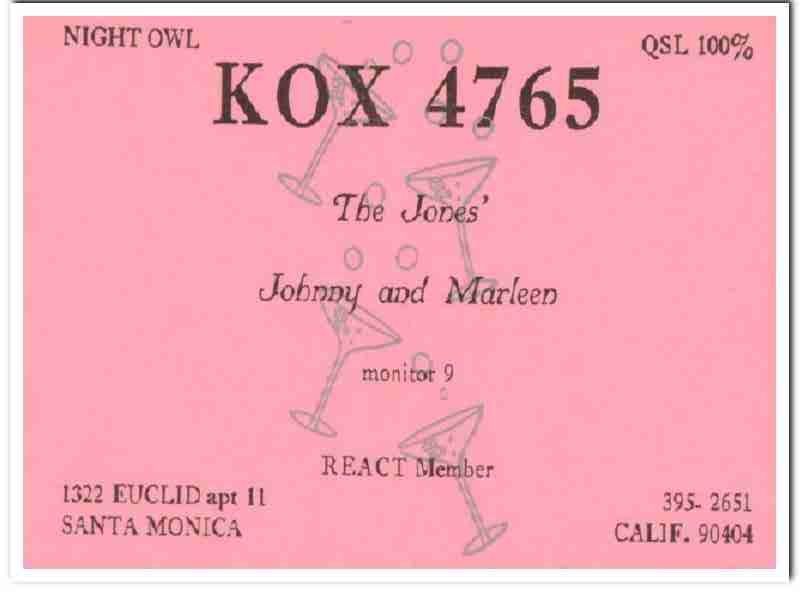 NIGHT OWL
QSL 100%
KOX 4765
The Jones'
Johnny and Marleen
monitor 9
REACT Member
1322 EUCLID apt 11
SANTA MONICA
395-2651
CALIF. 90404